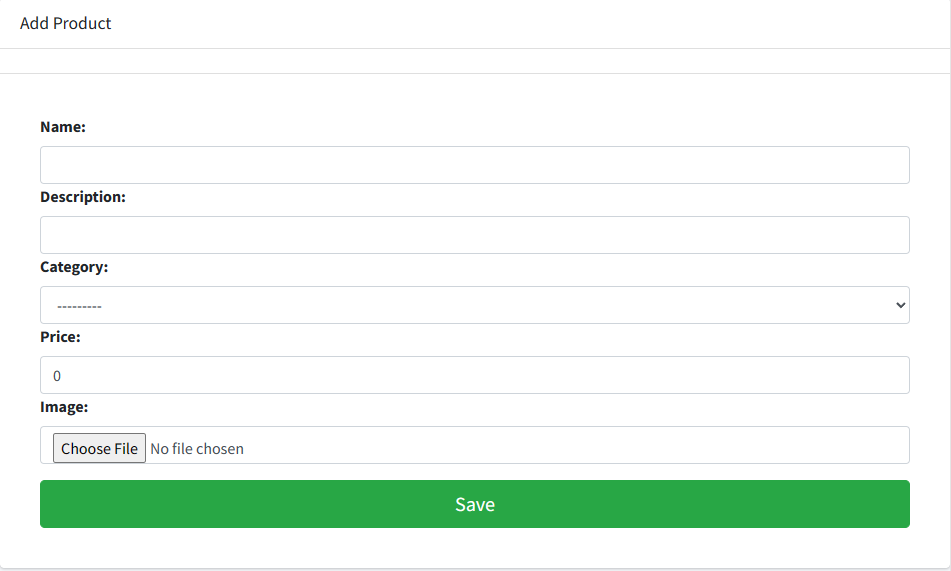 Add Product
Name:
Description:
Category:
---------
Price:
0
Image:
Choose File No file chosen
Save